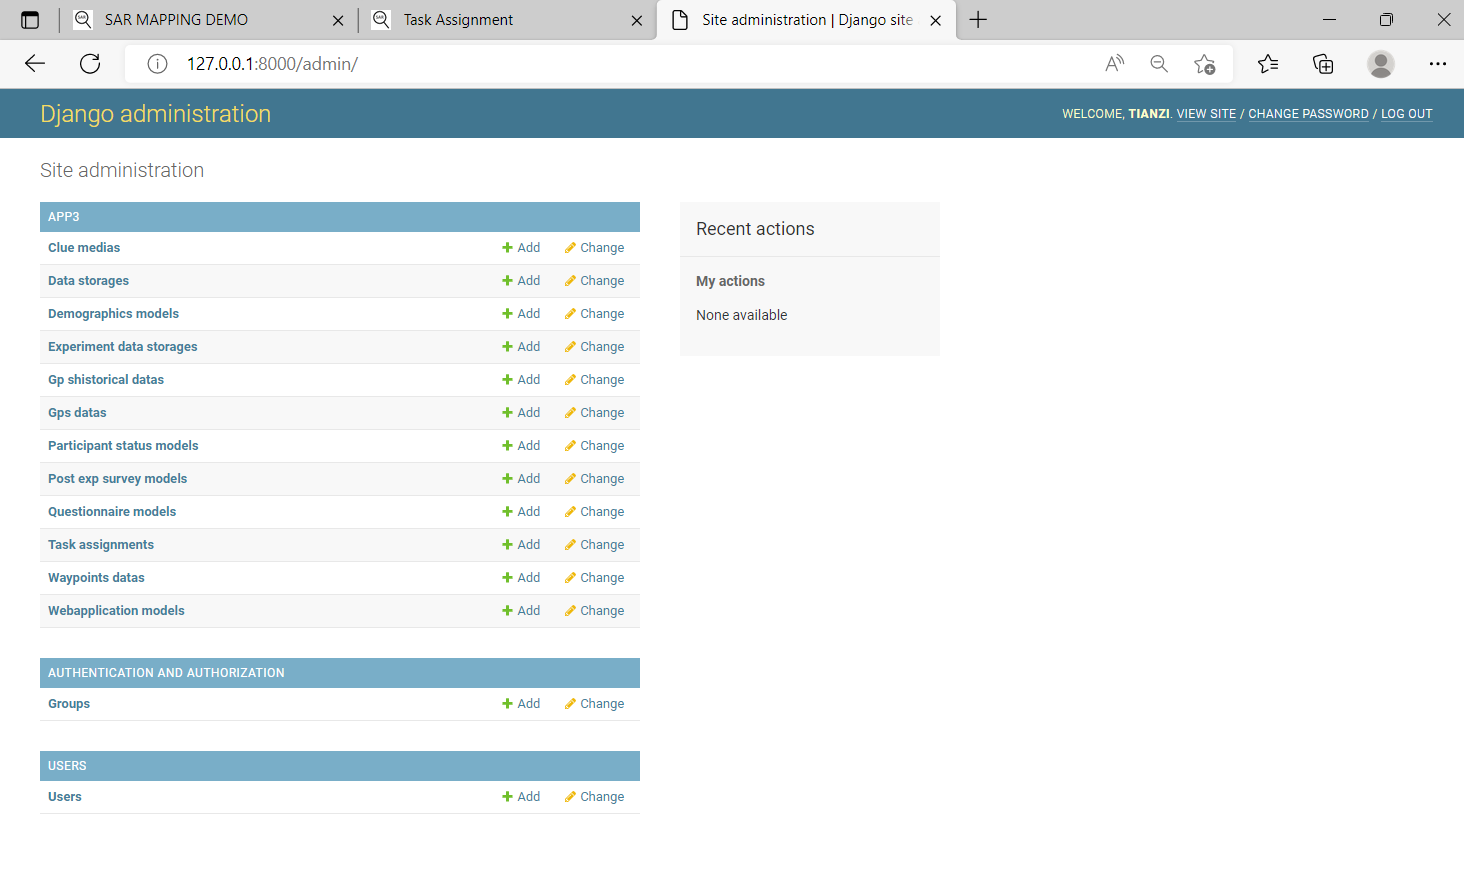 SAR MAPPING DEMO
Task Assignment
Site administration | Django site
127.0.0.1:8000/admin/
Django administration
WELCOME, TIANZI. VIEW SITE / CHANGE PASSWORD / LOG OUT
Site administration
APP3
Clue medias Add Change
Data storages Add Change
Demographics models Add Change
Experiment data storages Add Change
Gp shistorical datas Add Change
Gps datas Add Change
Participant status models Add Change
Post exp survey models Add Change
Questionnaire models Add Change
Task assignments Add Change
Waypoints datas Add Change
Webapplication models Add Change
AUTHENTICATION AND AUTHORIZATION
Groups Add Change
USERS
Users Add Change
Recent actions
My actions
None available